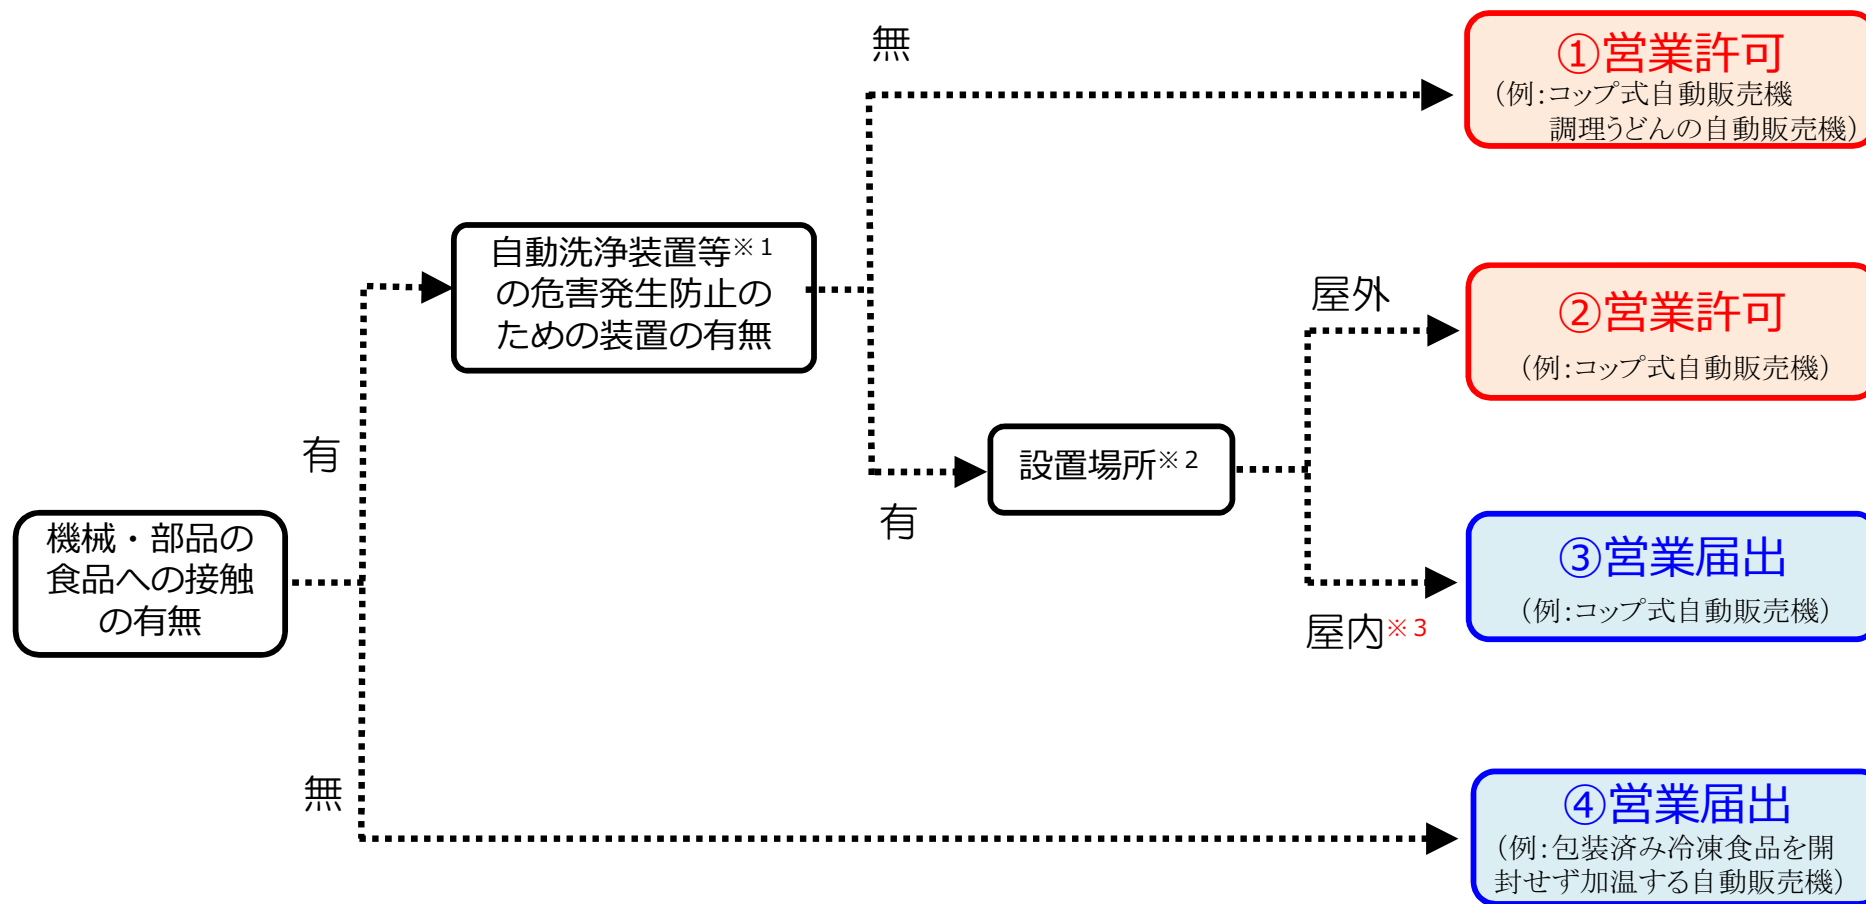 無
①営業許可
（例：コップ式自動販売機
調理うどんの自動販売機）
自動洗浄装置等※1
の危害発生防止の
ための装置の有無
屋外
②営業許可
（例：コップ式自動販売機）
有
設置場所※2
有
機械・部品の
食品への接触
の有無
③営業届出
（例：コップ式自動販売機）
屋内※3
無
④営業届出
（例：包装済み冷凍食品を開
封せず加温する自動販売機）